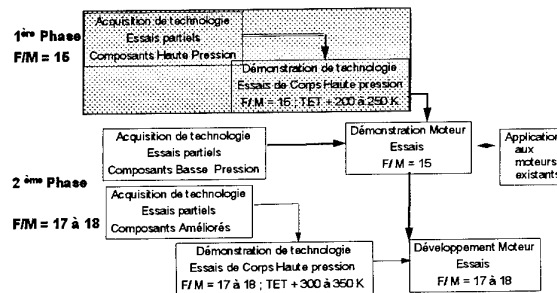 1ère Phase
F/M = 15
Acquisition de technologie
Essais partiels
Composants Haute Pression
Démonstration de technologie
Essais de Corps Haute pression
F/M = 15 ; TET + 200 à 250 K
Acquisition de technologie
Essais partiels
Composants Basse Pression
Démonstration Moteur
Essais
F/M = 15
Application
aux
moteurs
existants
2 ème Phase
F/M = 17 à 18
Acquisition de technologie
Essais partiels
Composants Améliorés
Démonstration de technologie
Essais de Corps Haute pression
F/M = 17 à 18 ; TET + 300 à 350 K
Développement Moteur
Essais
F/M = 17 à 18